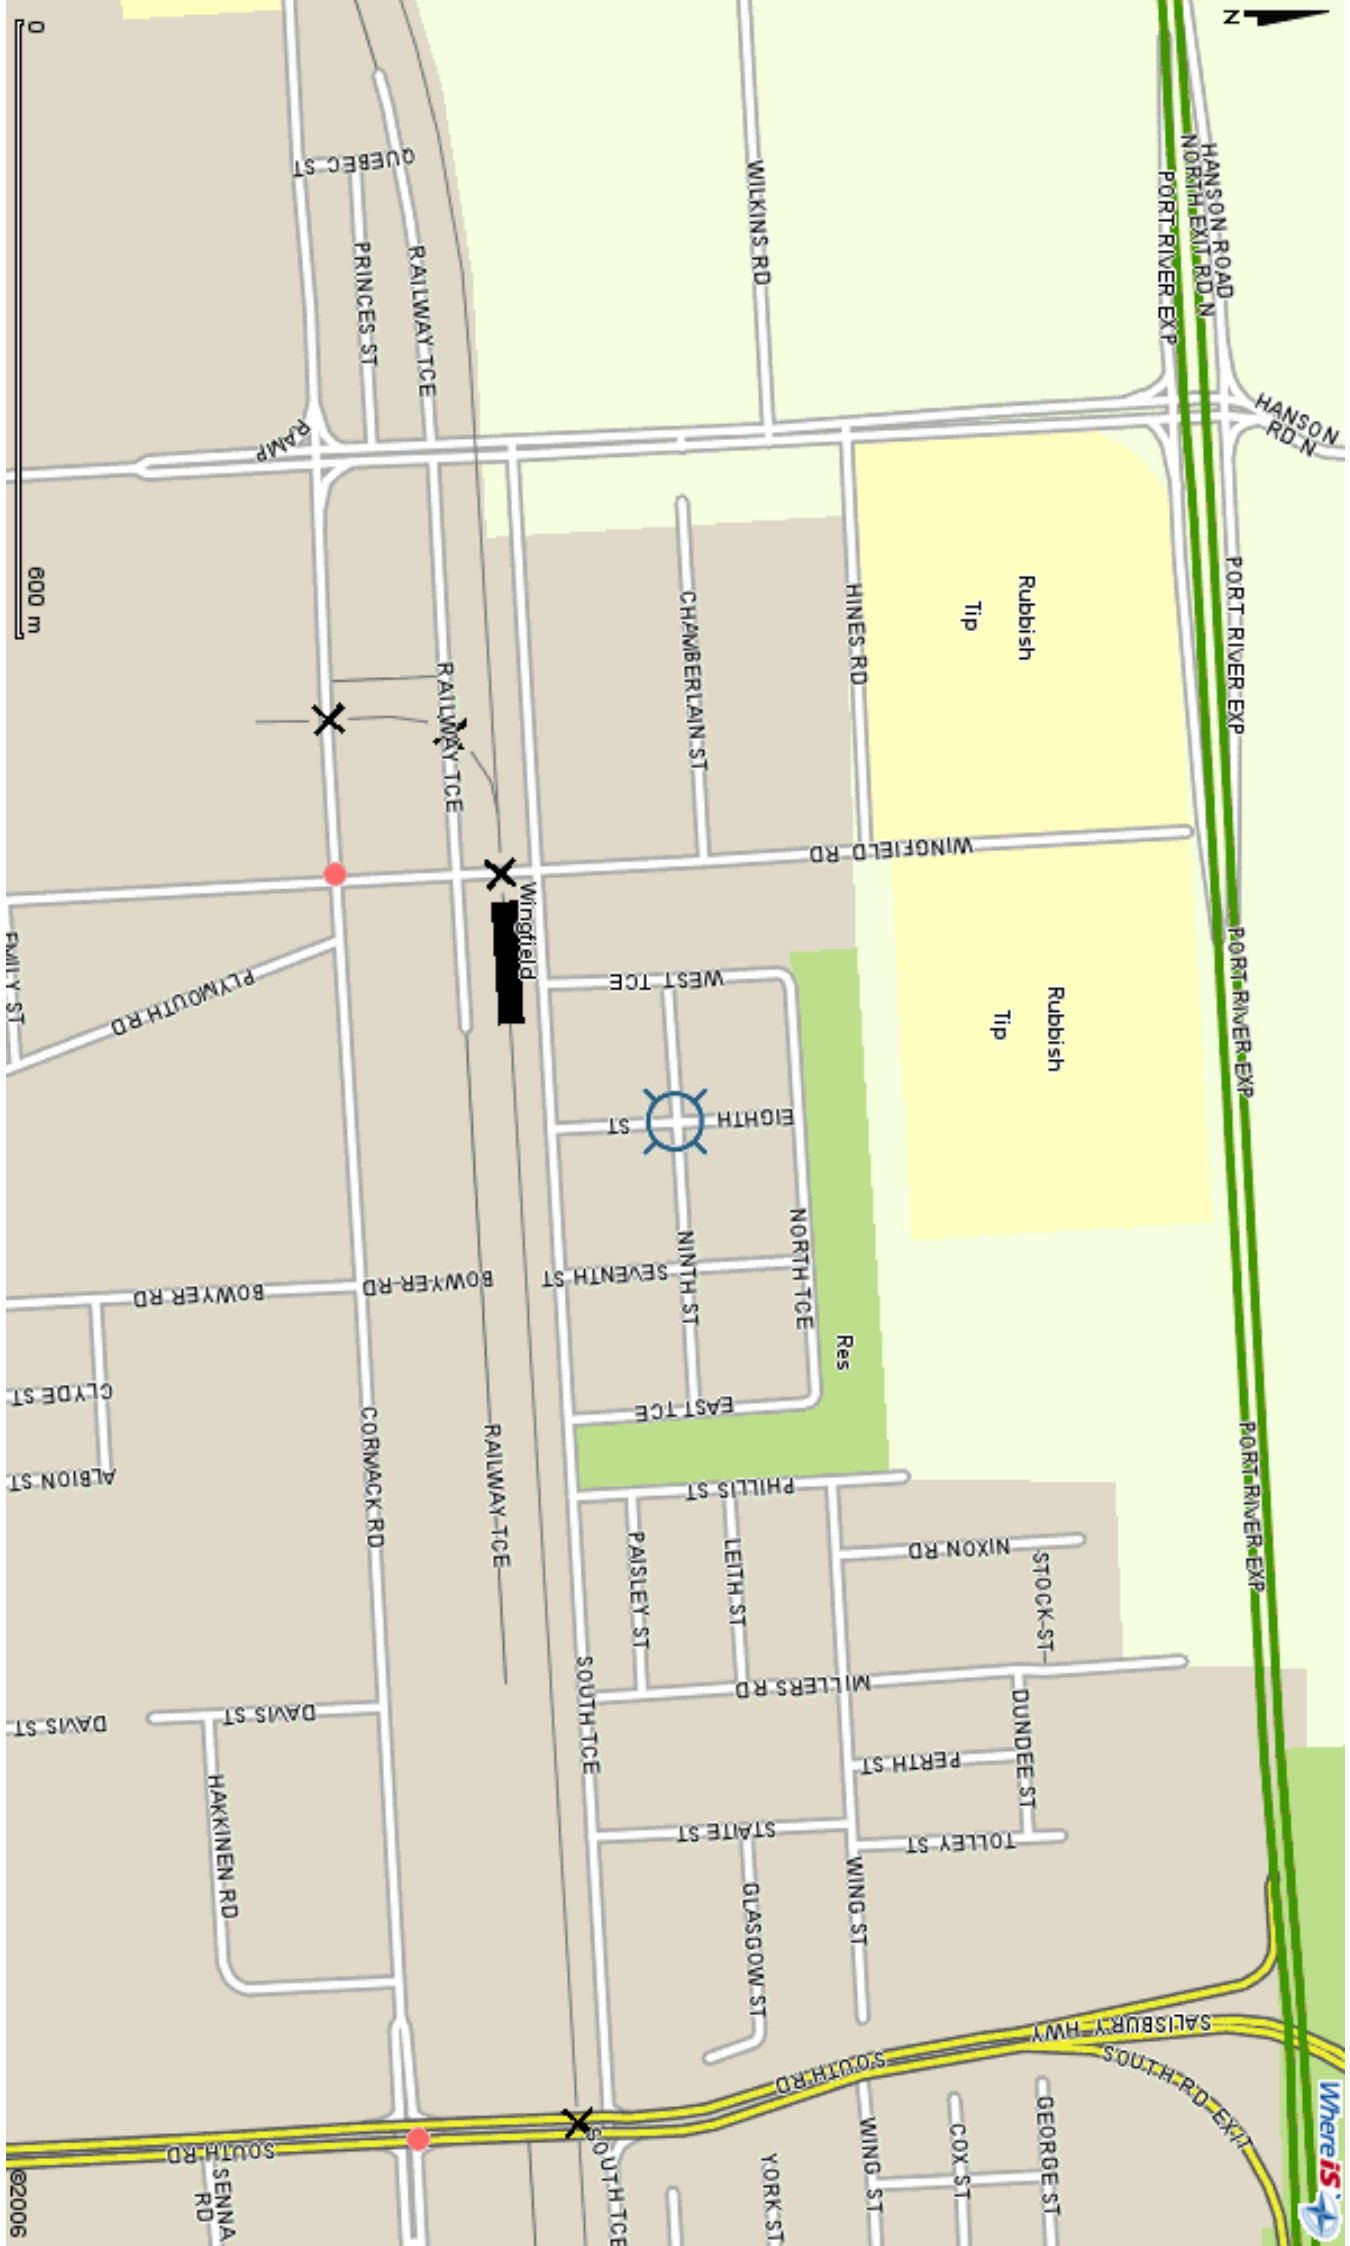 N
Whereis
0
600 m
©2006
HANSON ROAD
NORTH EXIT RD N
PORT RIVER EXP
HANSON
RD N
PORT RIVER EXP
PORT RIVER EXP
PORT RIVER EXP
SALISBURY HWY
SOUTH RD EXIT
Rubbish
Tip
Rubbish
Tip
WILKINS RD
HINES RD
WINGFIELD RD
CHAMBERLAIN ST
QUEBEC ST
PRINCES ST
RAILWAY TCE
RAMP
RAILWAY TCE
Wingfield
WEST TCE
EIGHTH
ST
NINTH ST
SEVENTH ST
NORTH TCE
EAST TCE
Res
PHILLIS ST
NIXON RD
STOCK ST
PAISLEY ST
LEITH ST
MILLERS RD
DUNDEE ST
PERTH ST
TOLLEY ST
STAITE ST
SOUTH TCE
GLASGOW ST
WING ST
SOUTH RD
GEORGE ST
COX ST
WING ST
YORK ST
SOUTH TCE
EMILY ST
PLYMOUTH RD
BOWYER RD
BOWYER RD
BOWYER RD
CLYDE ST
ALBION ST
CORMACK RD
RAILWAY TCE
DAVIS ST
DAVIS ST
HAKKINEN RD
SOUTH RD
SENNA
RD